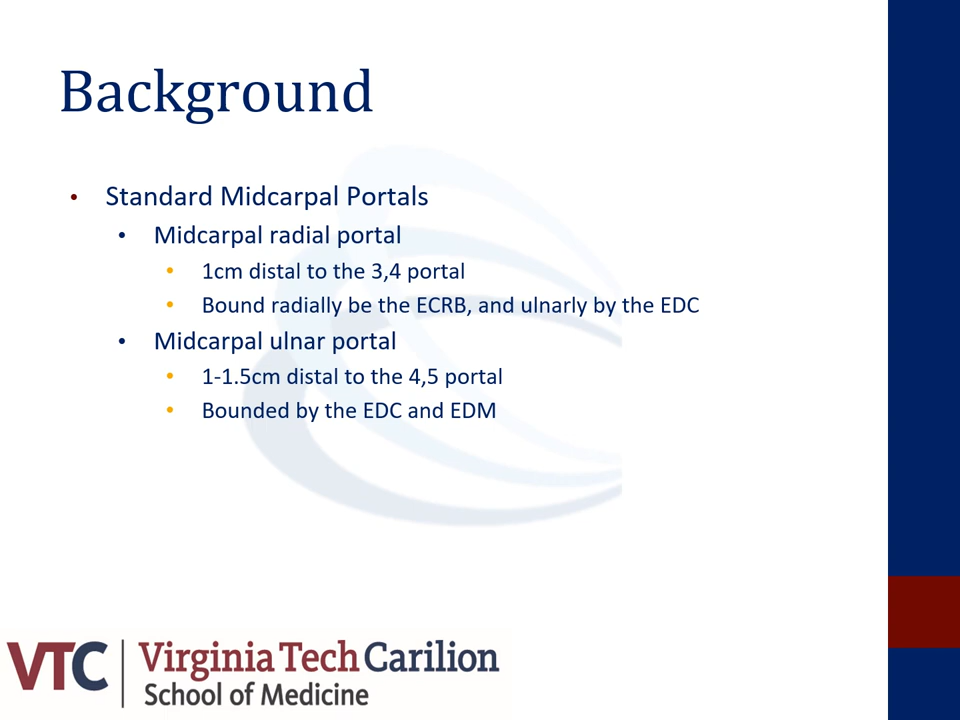 Background
• Standard Midcarpal Portals
• Midcarpal radial portal
• 1cm distal to the 3,4 portal
• Bound radially be the ECRB, and ulnarly by the EDC
• Midcarpal ulnar portal
• 1-1.5cm distal to the 4,5 portal
• Bounded by the EDC and EDM
VTC Virginia Tech Carilion
School of Medicine